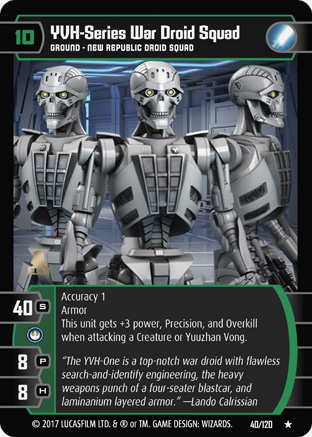 10 YVH-Series War Droid Squad
GROUND - NEW REPUBLIC DROID SQUAD
40 S
8 P
8 H
Accuracy 1
Armor
This unit gets +3 power, Precision, and Overkill
when attacking a Creature or Yuuzhan Vong.
"The YVH-One is a top-notch war droid with flawless
search-and-identify engineering, the heavy
weapons punch of a four-seater blastcar, and
laminanium layered armor." —Lando Calrissian
© 2017 LUCASFILM LTD. & ® or TM. GAME DESIGN: WIZARDS. 40/120